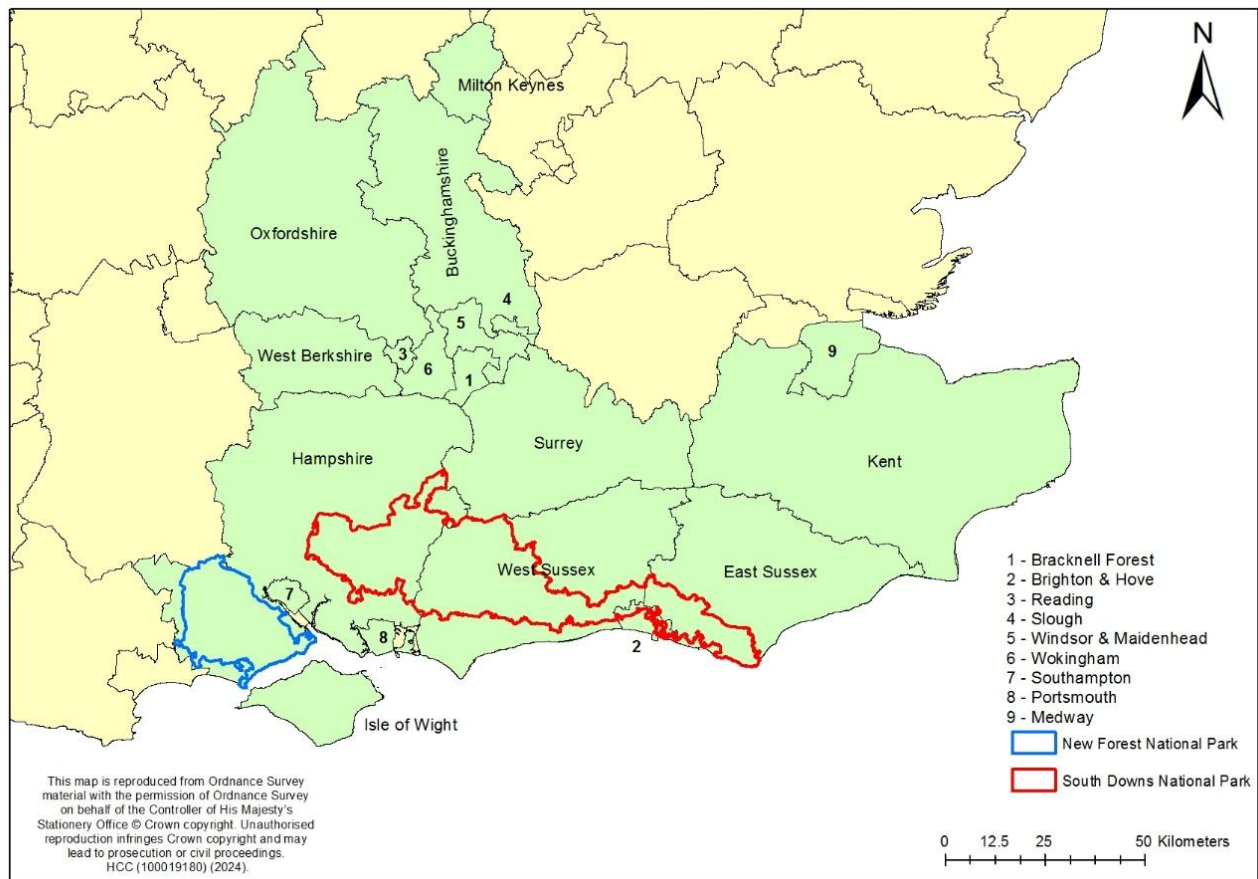 N
Milton Keynes
Buckinghamshire
Oxfordshire
4
5
West Berkshire
3
6
1
9
Surrey
Hampshire
Kent
West Sussex
East Sussex
7
8
2
Isle of Wight
1 - Bracknell Forest
2 - Brighton & Hove
3 - Reading
4 - Slough
5 - Windsor & Maidenhead
6 - Wokingham
7 - Southampton
8 - Portsmouth
9 - Medway
New Forest National Park
South Downs National Park
This map is reproduced from Ordnance Survey
material with the permission of Ordnance Survey
on behalf of the Controller of His Majesty's
Stationery Office © Crown copyright. Unauthorised
reproduction infringes Crown copyright and may
lead to prosecution or civil proceedings.
HCC (100019180) (2024).
0 12.5 25 50 Kilometers